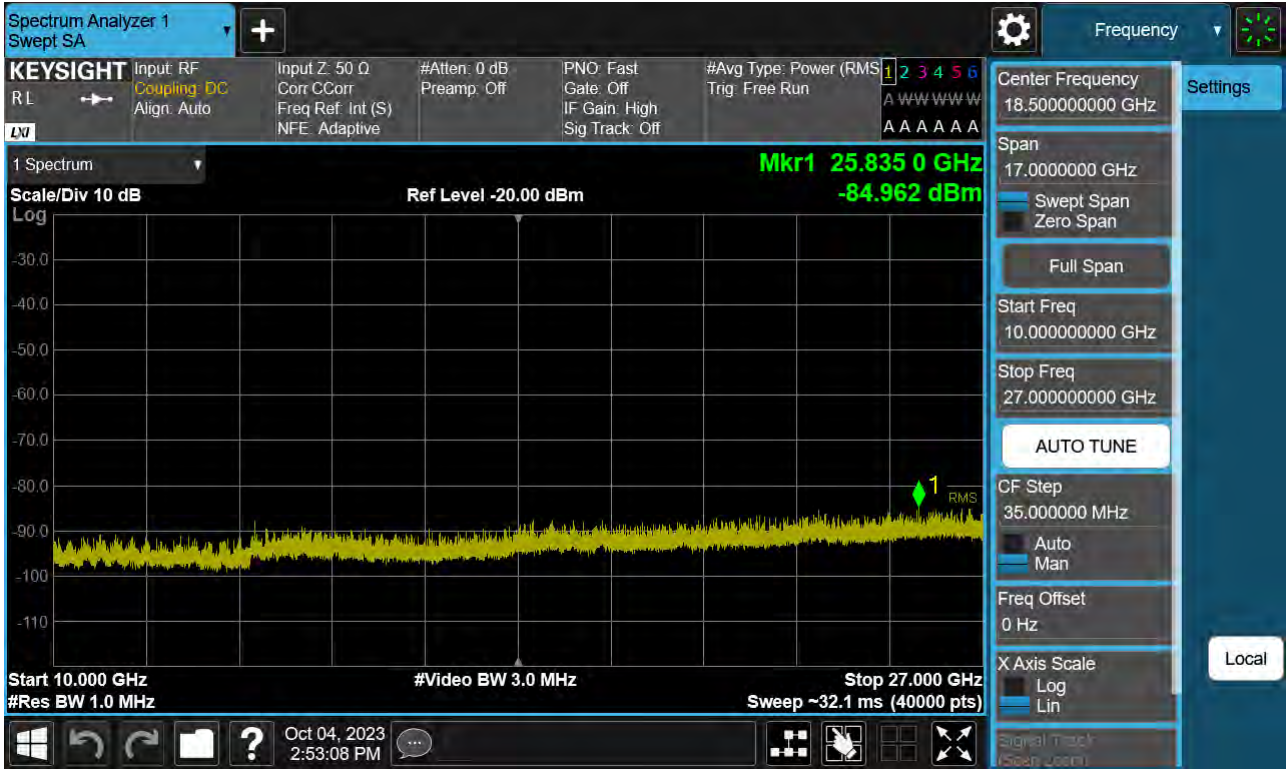 Spectrum Analyzer 1
Swept SA
+
Frequency
KEYSIGHT
RL
LXI
Input: RF
Coupling: DC
Align: Auto
Input Z: 50 Ω
Corr CCorr
Freq Ref: Int (S)
NFE: Adaptive
#Atten: 0 dB
Preamp: Off
PNO: Fast
Gate: Off
IF Gain: High
Sig Track: Off
#Avg Type: Power (RMS
Trig: Free Run
1 2 3 4 5 6
A W W W W W
A A A A A A
1 Spectrum
Scale/Div 10 dB
Log
Ref Level -20.00 dBm
Mkr1 25.835 0 GHz
-84.962 dBm
-30.0
-40.0
-50.0
-60.0
-70.0
-80.0
-90.0
-100
-110
1
RMS
Start 10.000 GHz
#Video BW 3.0 MHz
Stop 27.000 GHz
#Res BW 1.0 MHz
Sweep ~32.1 ms (40000 pts)
Center Frequency
18.500000000 GHz
Span
17.0000000 GHz
Swept Span
Zero Span
Full Span
Start Freq
10.000000000 GHz
Stop Freq
27.000000000 GHz
AUTO TUNE
CF Step
35.000000 MHz
Auto
Man
Freq Offset
0 Hz
X Axis Scale
Log
Lin
Signal Track
(Span Zoom)
Settings
Local
?
Oct 04, 2023
2:53:08 PM